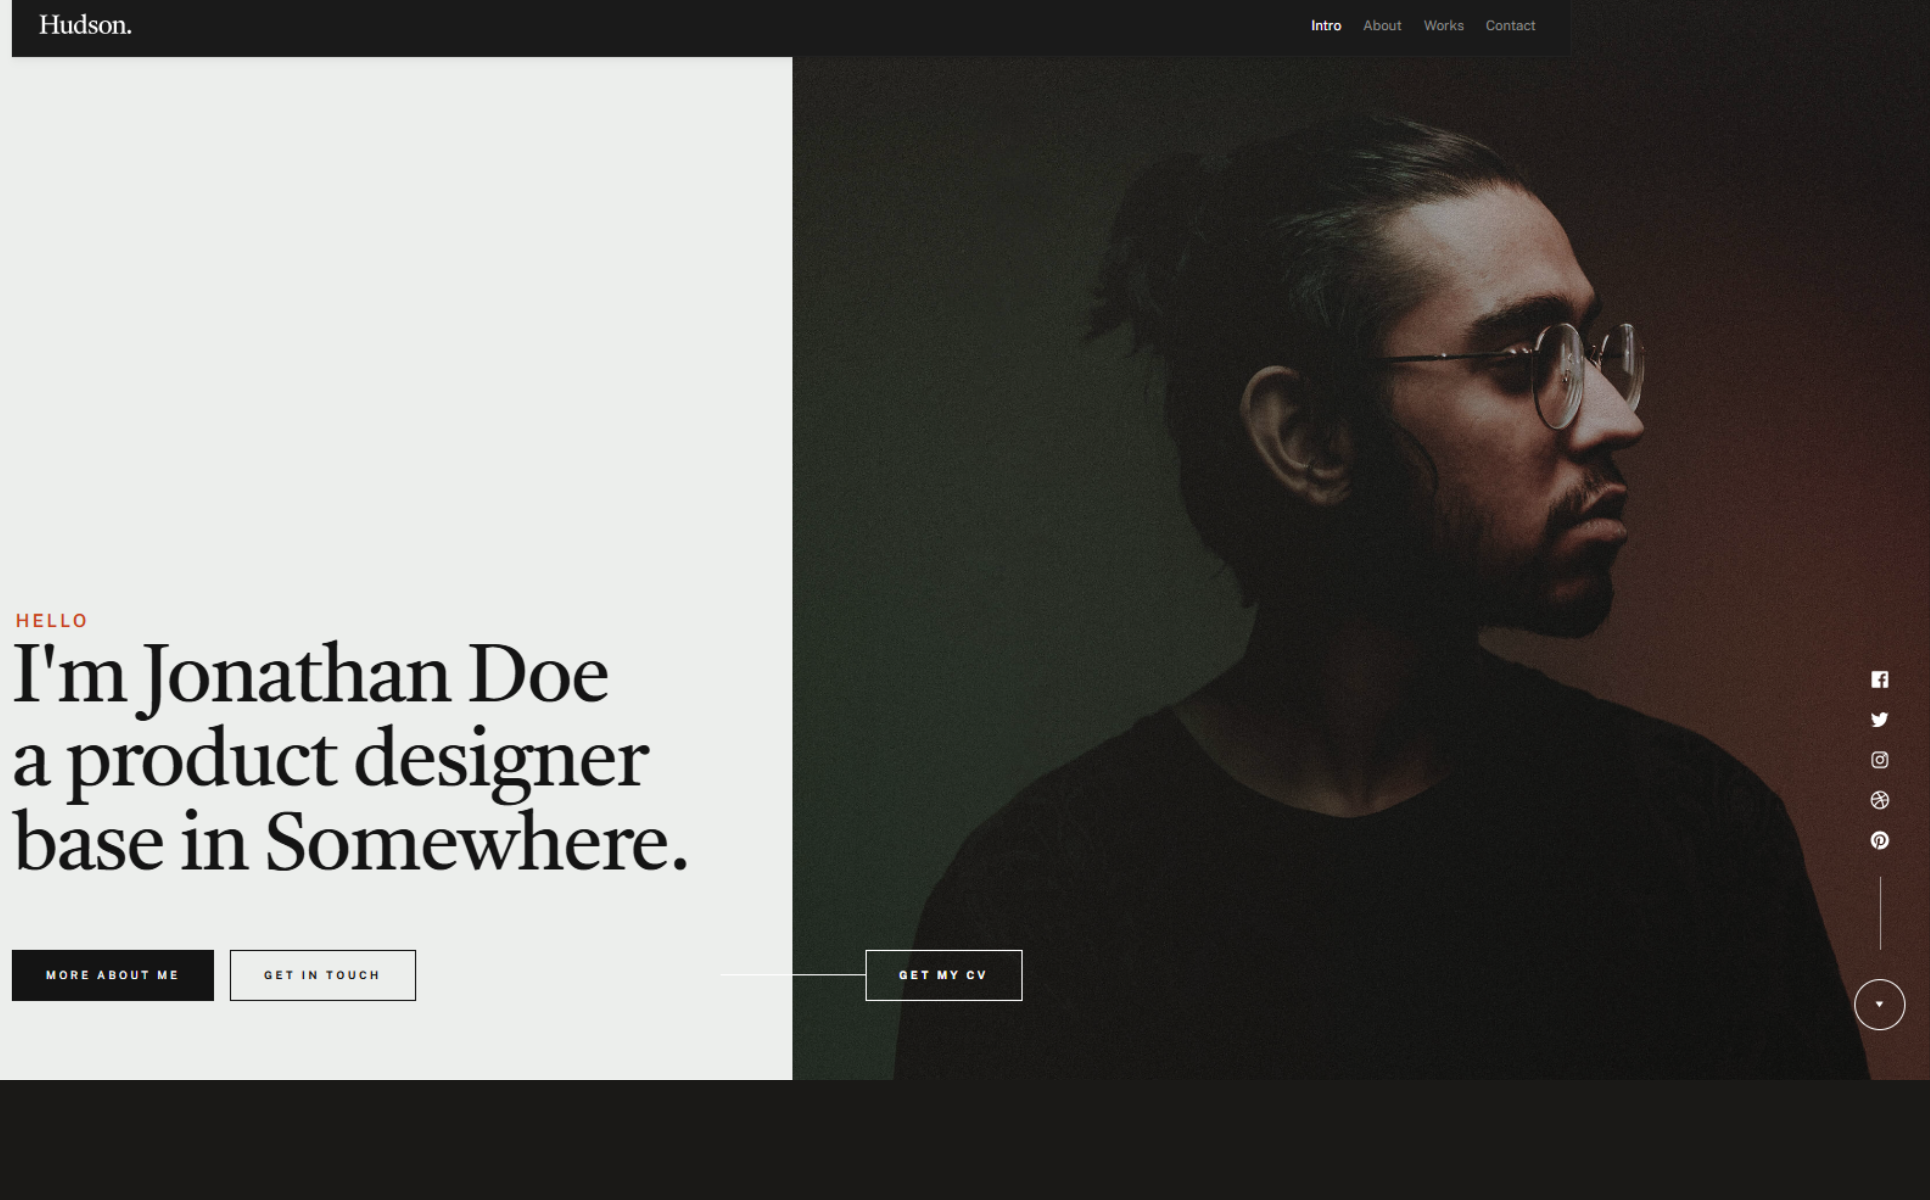 Hudson.
Intro About Works Contact
HELLO
I'm Jonathan Doe
a product designer
base in Somewhere.
MORE ABOUT ME
GET IN TOUCH
GET MY CV